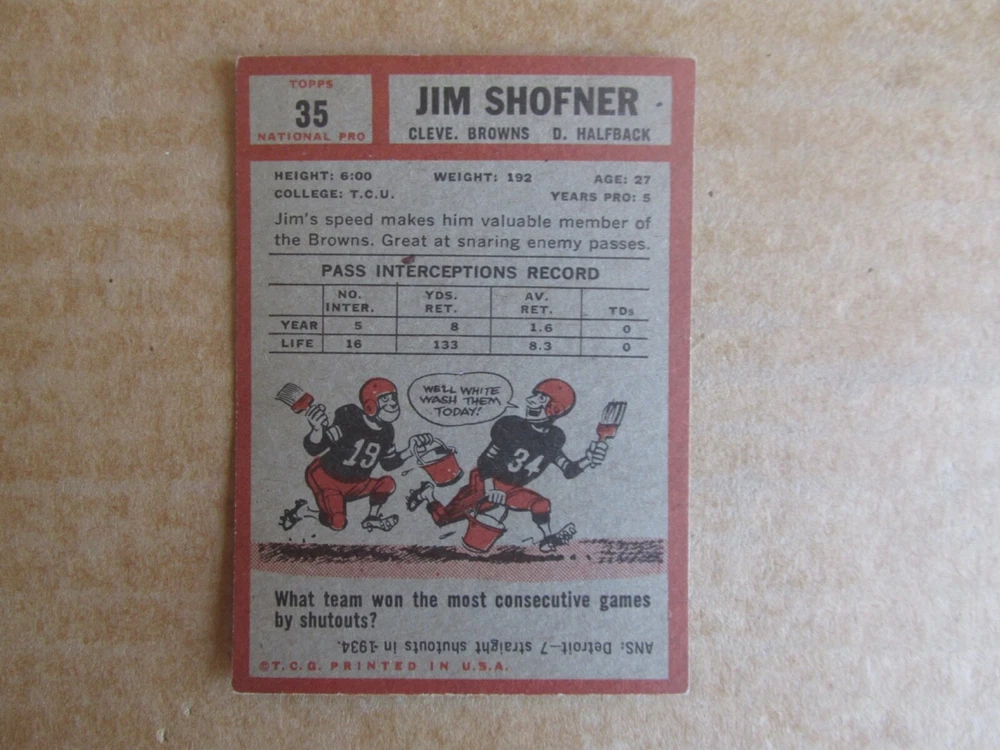 TOPPS
35
NATIONAL PRO
JIM SHOFNER
CLEVE. BROWNS D. HALFBACK
HEIGHT: 6:00 WEIGHT: 192 AGE: 27
COLLEGE: T.C.U. YEARS PRO: 5
Jim's speed makes him valuable member of
the Browns. Great at snaring enemy passes.
PASS INTERCEPTIONS RECORD
NO. INTER. YDS. RET. AV. RET. TDs
YEAR 5 8 1.6 0
LIFE 16 133 8.3 0
WE'LL WHITE
WASH THEM
TODAY!
19
34
What team won the most consecutive games
by shutouts?
ANS: Detroit—7 straight shutouts in 1934.
©T.C.G. PRINTED IN U.S.A.